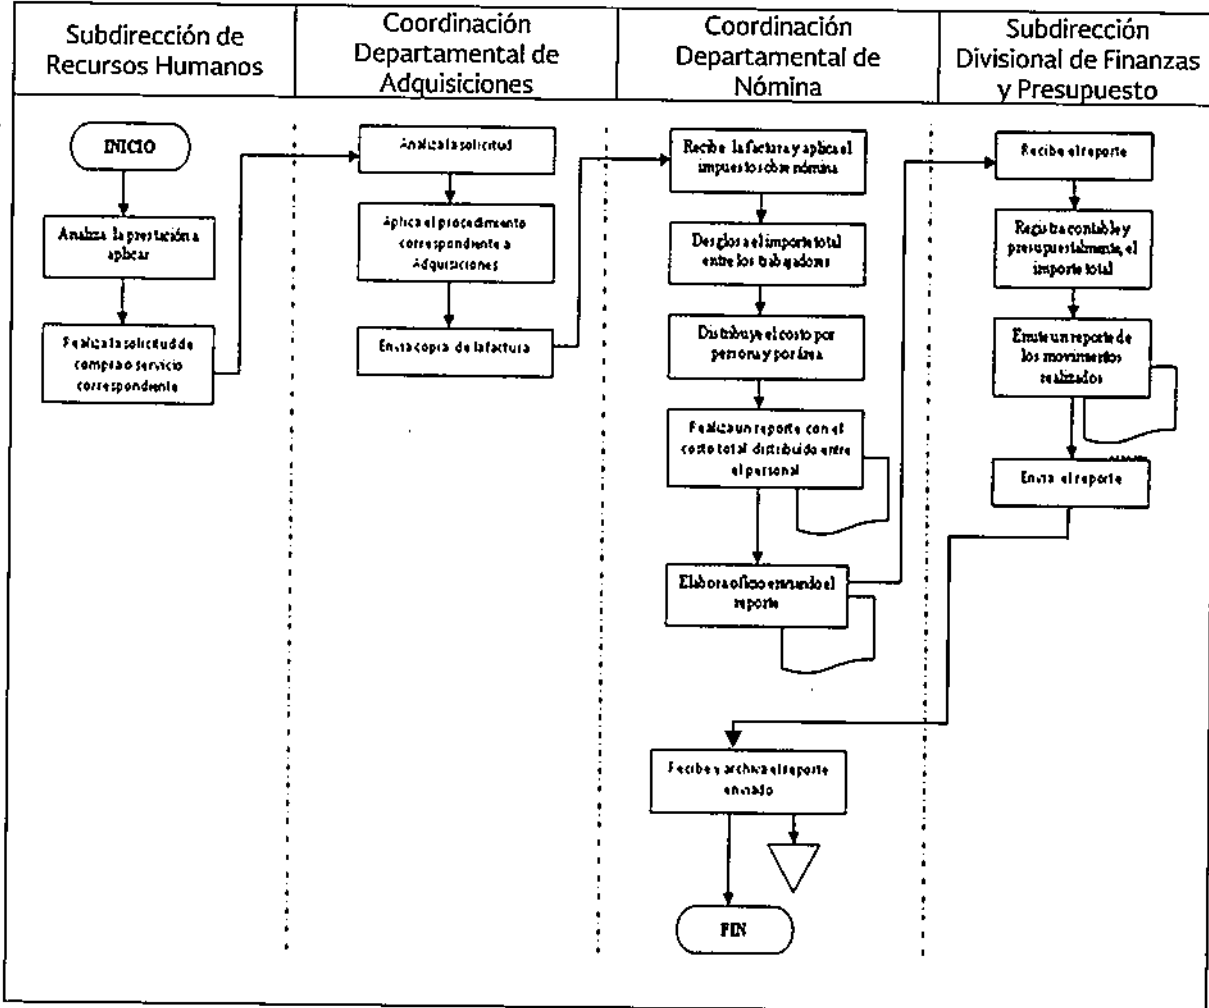 Subdirección de
Recursos Humanos
Coordinación
Departamental de
Adquisiciones
Coordinación
Departamental de
Nómina
Subdirección
Divisional de Finanzas
y Presupuesto
INICIO
Analiza la prestación a
aplicar
Realiza la solicitud de
compra o servicio
correspondiente
Analiza la solicitud
Aplica el procedimiento
correspondiente a
Adquisiciones
Envia copia de la factura
Recibe la factura y aplica el
impuesto sobre nómina
Desglosa el importe total
entre los trabajadores
Distribuye el costo por
persona y por área
Realiza un reporte con el
costo total distribuido entre
el personal
Elabora oficio enviando el
reporte
Recibe y archiva el reporte
enviado
FIN
Recibe el reporte
Registra contable y
presupuestalmente, el
importe total
Emite un reporte de
los movimientos
realizados
Envia el reporte